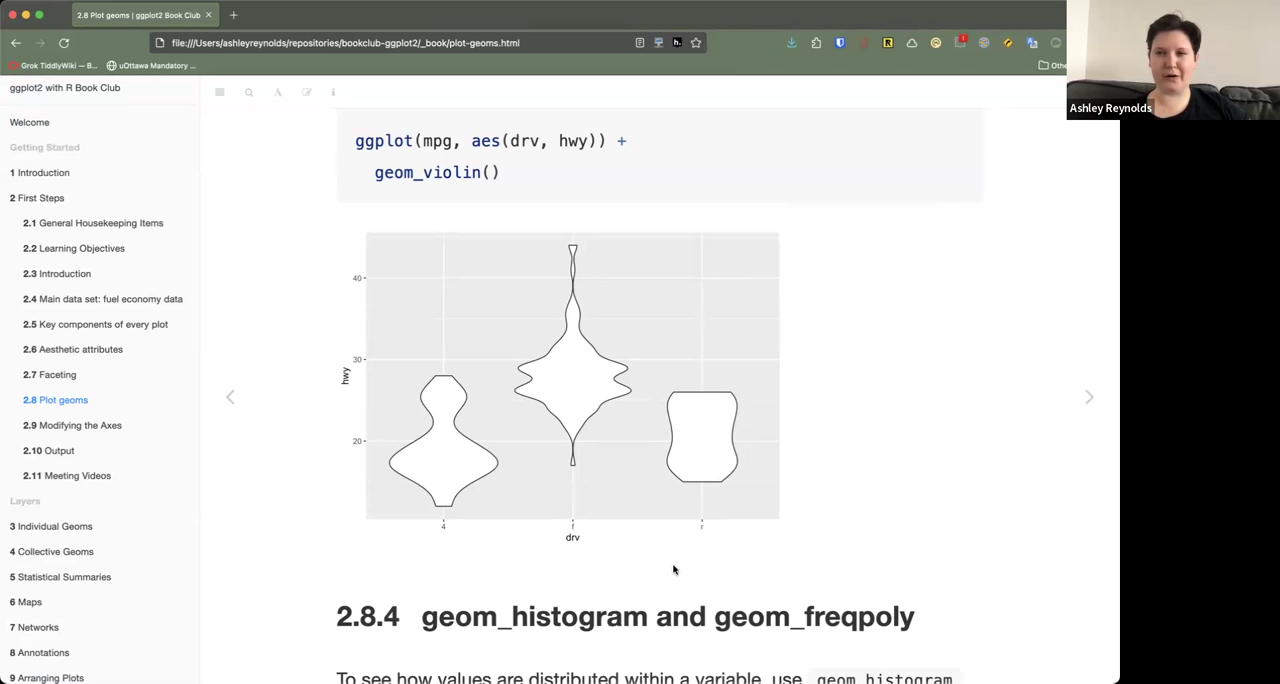 2.8 Plot geoms | ggplot2 Book Club
file:///Users/ashleyreynolds/repositories/bookclub-ggplot2/_book/plot-geoms.html
Grok TiddlyWiki — B...
uOttawa Mandatory ...
Othe
Ashley Reynolds
ggplot2 with R Book Club
Welcome
Getting Started
1 Introduction
2 First Steps
2.1 General Housekeeping Items
2.2 Learning Objectives
2.3 Introduction
2.4 Main data set: fuel economy data
2.5 Key components of every plot
2.6 Aesthetic attributes
2.7 Faceting
2.8 Plot geoms
2.9 Modifying the Axes
2.10 Output
2.11 Meeting Videos
Layers
3 Individual Geoms
4 Collective Geoms
5 Statistical Summaries
6 Maps
7 Networks
8 Annotations
9 Arranging Plots
ggplot(mpg, aes(drv, hwy)) +
geom_violin()
40
30
20
hwy
4
f
r
drv
2.8.4 geom_histogram and geom_freqpoly
To see how values are distributed within a variable, use geom_histogram